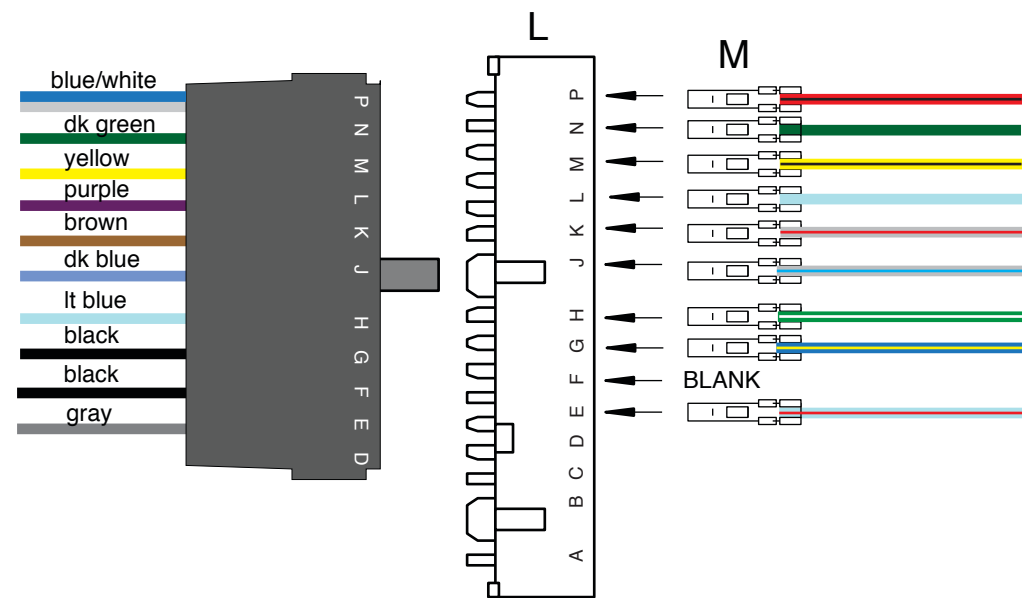 L
M
blue/white
dk green
yellow
purple
brown
dk blue
lt blue
black
black
gray
P
N
M
L
K
J
H
G
F
E
D
P
N
M
L
K
J
H
G
F
E
D
C
B
A
BLANK